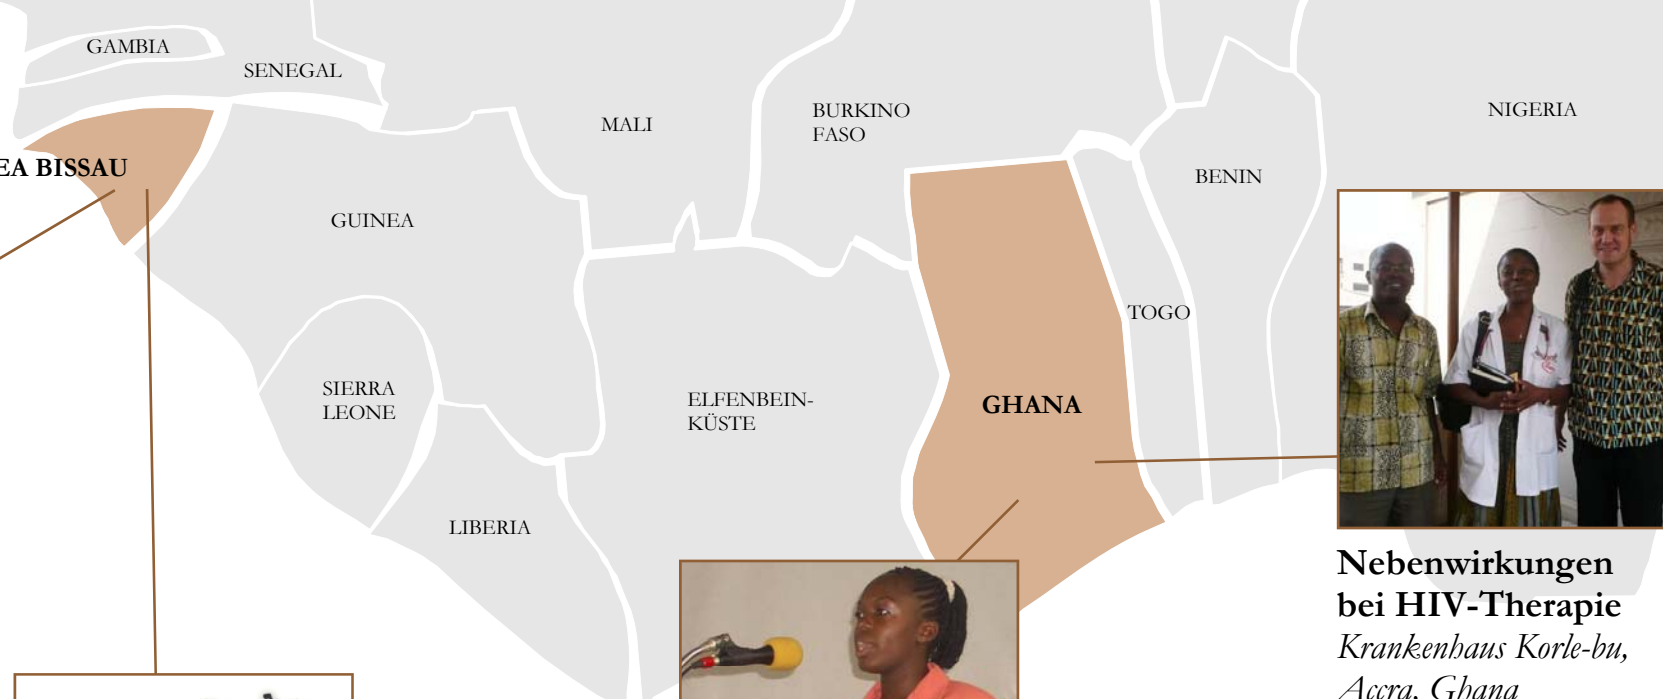 GAMBIA
SENEGAL
MALI
BURKINO
FASO
NIGERIA
EA BISSAU
BENIN
GUINEA
TOGO
SIERRA
LEONE
ELFENBEIN-
KÜSTE
GHANA
LIBERIA
Nebenwirkungen
bei HIV-Therapie
Krankenhaus Korle-bu,
Accra, Ghana